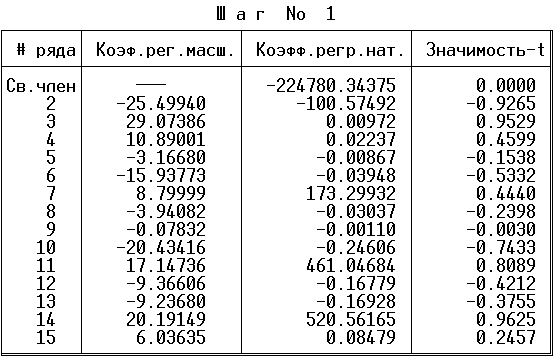 Ш а г  No  1
# ряда Коэф.рег.масш. Коэфф.регр.нат. Значимость-t
Св.член —— -224780.34375 0.0000
2 -25.49940 -100.57492 -0.9265
3 29.07386 0.00972 0.9529
4 10.89001 0.02237 0.4599
5 -3.16680 -0.00867 -0.1538
6 -15.93773 -0.03948 -0.5332
7 8.79999 173.29932 0.4440
8 -3.94082 -0.03037 -0.2398
9 -0.07832 -0.00110 -0.0030
10 -20.43416 -0.24606 -0.7433
11 17.14736 461.04684 0.8089
12 -9.36606 -0.16779 -0.4212
13 -9.23680 -0.16928 -0.3755
14 20.19149 520.56165 0.9625
15 6.03635 0.08479 0.2457